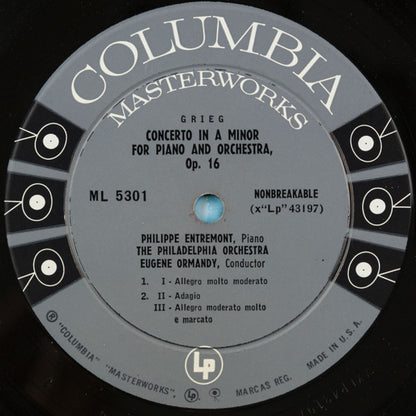 COLUMBIA
MASTERWORKS
GRIEG
CONCERTO IN A MINOR
FOR PIANO AND ORCHESTRA,
Op. 16
ML 5301
NONBREAKABLE
(x"Lp" 43197)
PHILIPPE ENTREMONT, Piano
THE PHILADELPHIA ORCHESTRA
EUGENE ORMANDY, Conductor
1. I - Allegro molto moderato
2. II - Adagio
III - Allegro moderato molto
e marcato
Lp
® "COLUMBIA" "MASTERWORKS", MARCAS REG. MADE IN U.S.A.